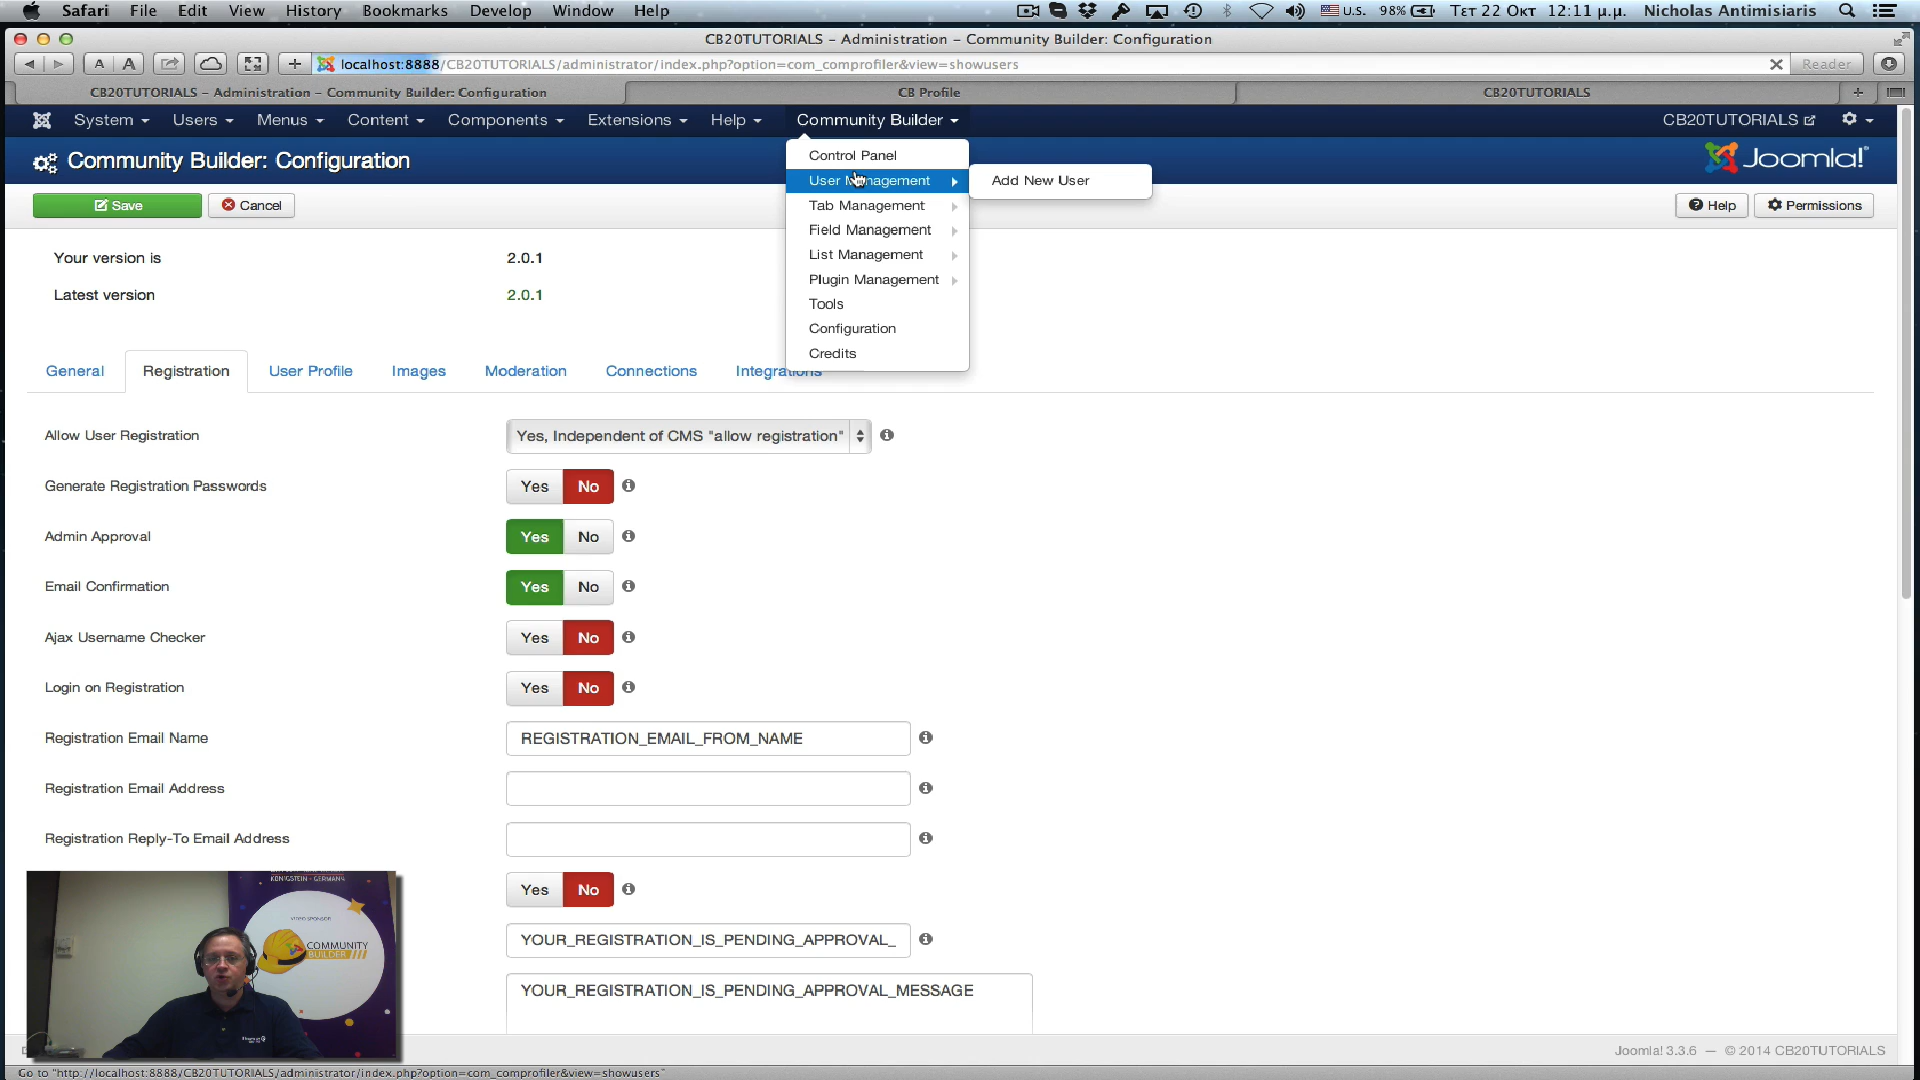 Safari File Edit View History Bookmarks Develop Window Help U.S. 98% Τετ 22 Οκτ 12:11 μ.μ. Nicholas Antimisiaris
CB20TUTORIALS – Administration – Community Builder: Configuration
A A + localhost:8888/CB20TUTORIALS/administrator/index.php?option=com_comprofiler&view=showusers Reader
CB20TUTORIALS – Administration – Community Builder: Configuration CB Profile CB20TUTORIALS +
System Users Menus Content Components Extensions Help Community Builder CB20TUTORIALS
Community Builder: Configuration Joomla!
Control Panel
User Management Add New User
Tab Management
Field Management
List Management
Plugin Management
Tools
Configuration
Credits
Save Cancel Help Permissions
Your version is 2.0.1
Latest version 2.0.1
General Registration User Profile Images Moderation Connections Integrations
Allow User Registration Yes, Independent of CMS "allow registration"
Generate Registration Passwords Yes No
Admin Approval Yes No
Email Confirmation Yes No
Ajax Username Checker Yes No
Login on Registration Yes No
Registration Email Name REGISTRATION_EMAIL_FROM_NAME
Registration Email Address
Registration Reply-To Email Address
Yes No
YOUR_REGISTRATION_IS_PENDING_APPROVAL_
YOUR_REGISTRATION_IS_PENDING_APPROVAL_MESSAGE
KÖNIGSTEIN - GERMANY
VIDEO SPONSOR
COMMUNITY
BUILDER
Joomla! 3.3.6 — © 2014 CB20TUTORIALS
Go to "http://localhost:8888/CB20TUTORIALS/administrator/index.php?option=com_comprofiler&view=showusers"